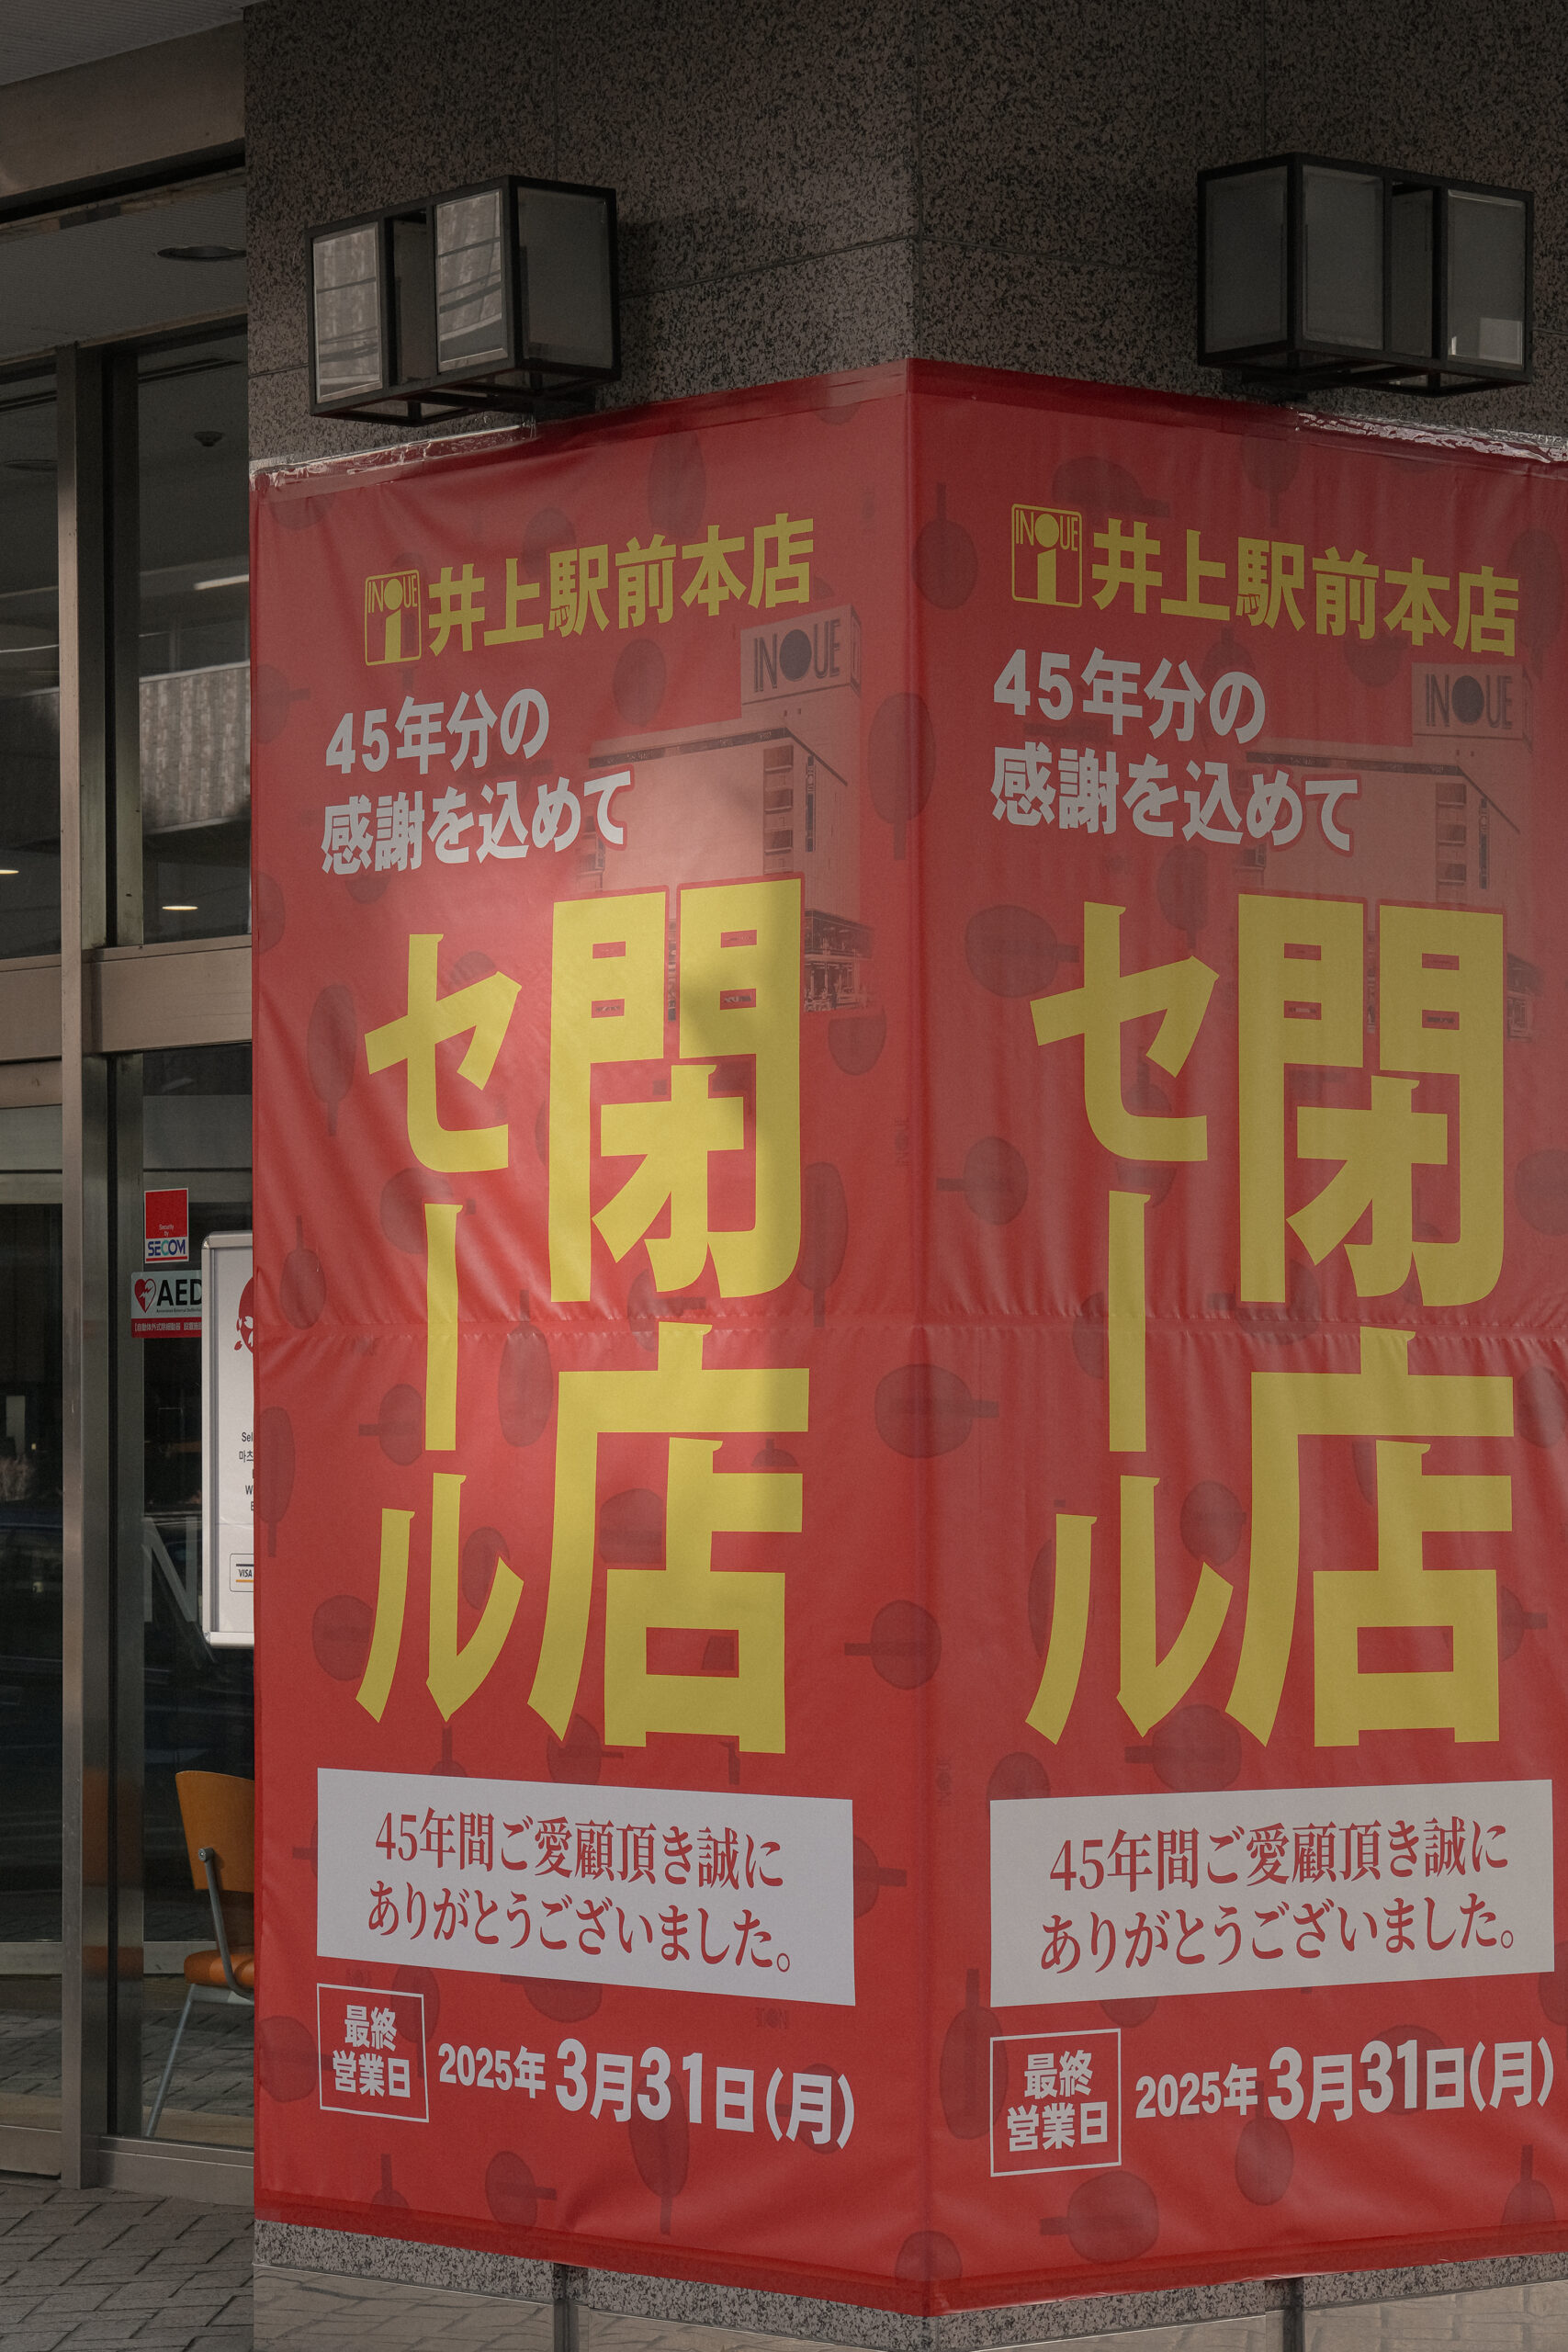 INOUE
井上駅前本店
INOUE
45年分の
感謝を込めて
閉店
セール
45年間ご愛顧頂き誠に
ありがとうございました。
最終
営業日
2025年3月31日(月)
INOUE
井上駅前本店
INOUE
45年分の
感謝を込めて
閉店
セール
45年間ご愛顧頂き誠に
ありがとうございました。
最終
営業日
2025年3月31日(月)
Security
by
SECOM
AED
VISA